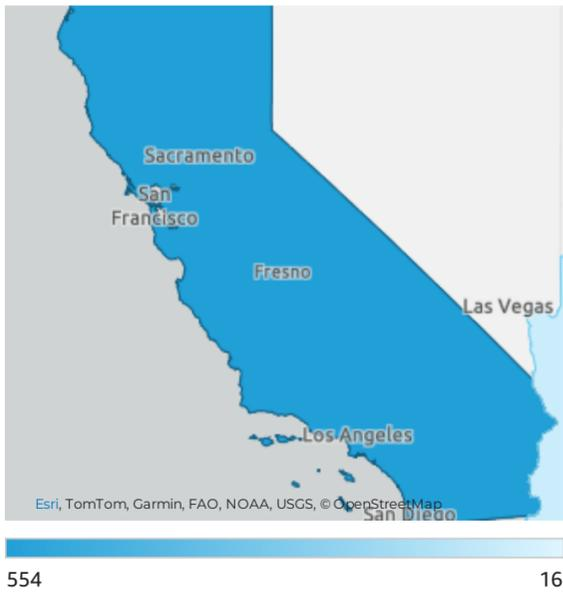 Sacramento
San
Francisco
Fresno
Las Vegas
Los Angeles
Esri, TomTom, Garmin, FAO, NOAA, USGS, © OpenStreetMap
San Diego
554 16